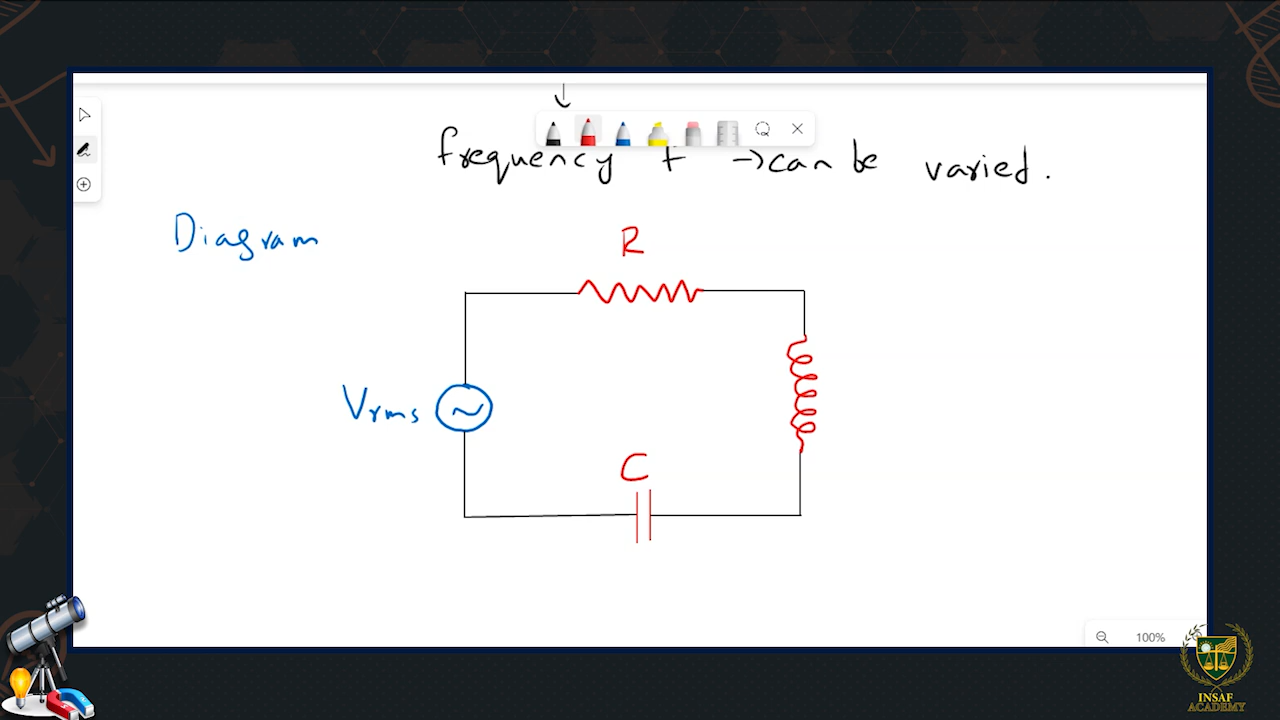 frequency f → can be varied.
Diagram
R
Vrms
C
100%
INSAF
ACADEMY